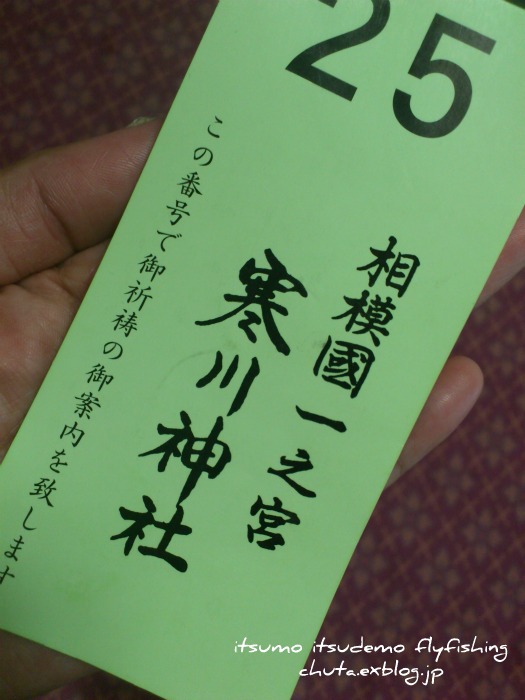 25
相模國一之宮
寒川神社
この番号で御祈祷の御案内を致します
itsumo itsudemo flyfishing
chuta.exblog.jp